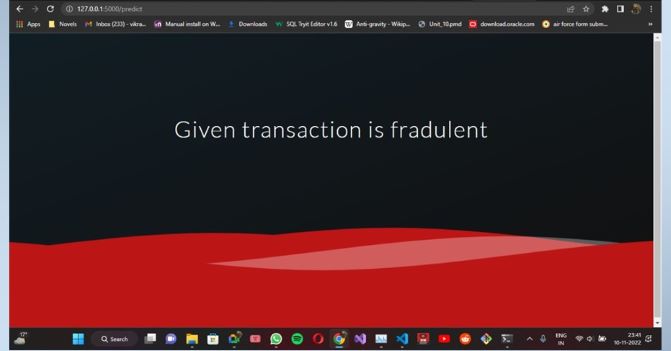 127.0.0.1:5000/predict
Apps Novels Inbox (233) - vikra... Manual install on W... Downloads SQL Tryit Editor v1.6 Anti-gravity - Wikip... Unit_10.pmd download.oracle.com air force form subm...
Given transaction is fradulent
17°
Search
ENG
IN
23:41
10-11-2022